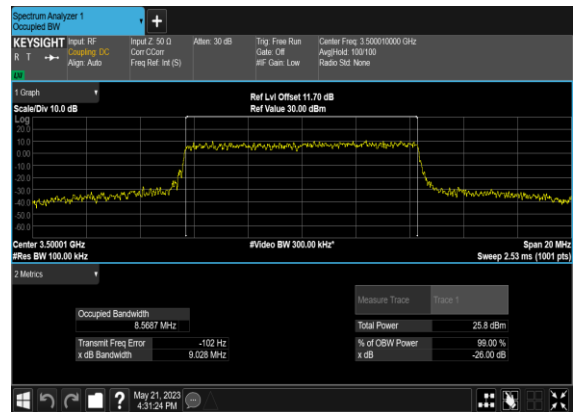 Spectrum Analyzer 1
Occupied BW
KEYSIGHT Input: RF Input Z: 50 Ω Atten: 30 dB Trig: Free Run Center Freq: 3.500010000 GHz
R T Coupling: DC Corr CCorr Gate: Off Avg|Hold: 100/100
Align: Auto Freq Ref: Int (S) #IF Gain: Low Radio Std: None
1 Graph
Ref Lvl Offset 11.70 dB
Scale/Div 10.0 dB Ref Value 30.00 dBm
Log
20.0
10.0
0.00
-10.0
-20.0
-30.0
-40.0
-50.0
-60.0
Center 3.50001 GHz #Video BW 300.00 kHz* Span 20 MHz
#Res BW 100.00 kHz Sweep 2.53 ms (1001 pts)
2 Metrics
Measure Trace Trace 1
Occupied Bandwidth
8.5687 MHz Total Power 25.8 dBm
Transmit Freq Error -102 Hz % of OBW Power 99.00 %
x dB Bandwidth 9.028 MHz x dB -26.00 dB
? May 21, 2023
4:31:24 PM